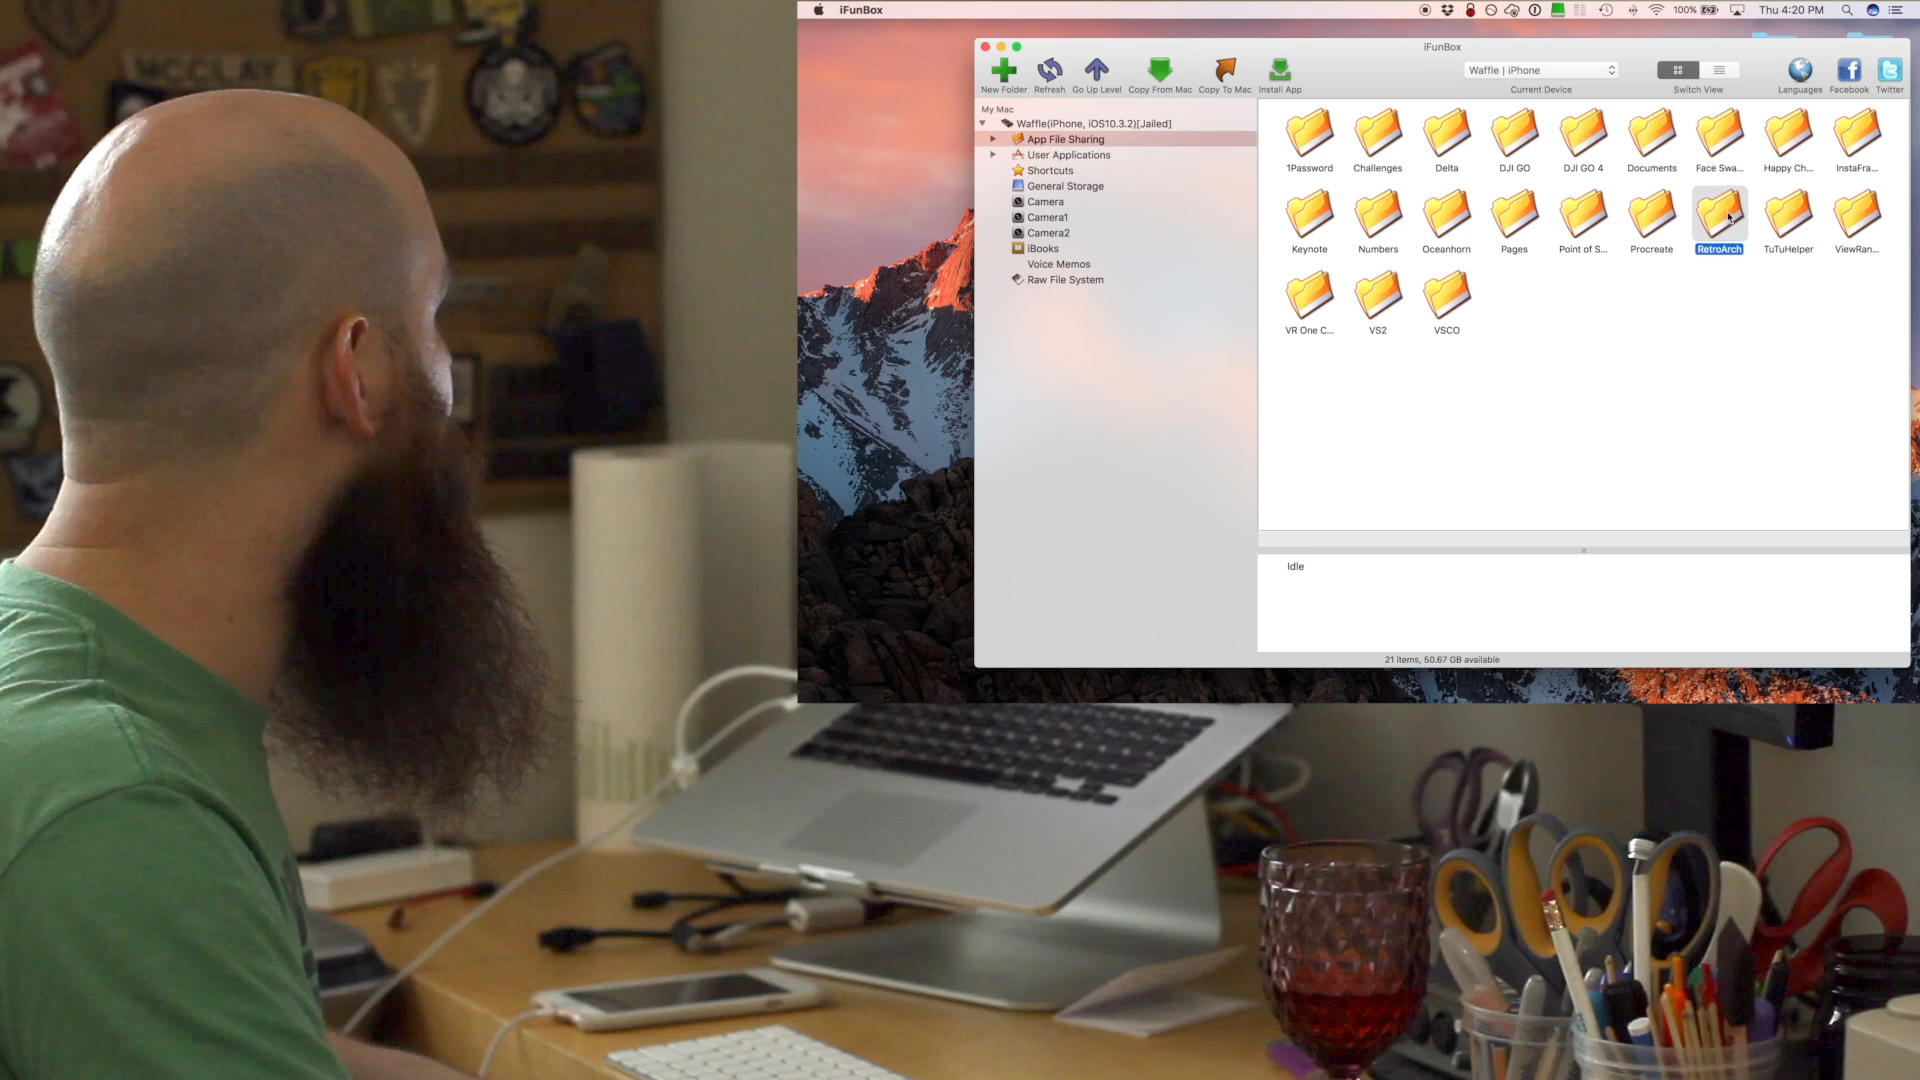 iFunBox
100%
Thu 4:20 PM
iFunBox
New Folder
Refresh
Go Up Level
Copy From Mac
Copy To Mac
Install App
Waffle | iPhone
Current Device
Switch View
Languages
Facebook
Twitter
My Mac
Waffle(iPhone, iOS10.3.2)[Jailed]
App File Sharing
User Applications
Shortcuts
General Storage
Camera
Camera1
Camera2
iBooks
Voice Memos
Raw File System
1Password
Challenges
Delta
DJI GO
DJI GO 4
Documents
Face Swa...
Happy Ch...
InstaFra...
Keynote
Numbers
Oceanhorn
Pages
Point of S...
Procreate
RetroArch
TuTuHelper
ViewRan...
VR One C...
VS2
VSCO
Idle
21 items, 50.67 GB available
MCCLAY